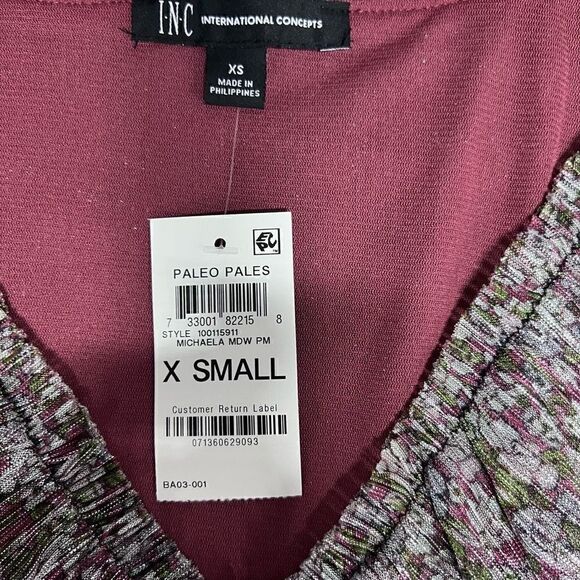 I·N·C INTERNATIONAL CONCEPTS
XS
MADE IN
PHILIPPINES
PALEO PALES
7 33001 82215 8
STYLE 100115911
MICHAELA MDW PM
X SMALL
Customer Return Label
071360629093
BA03-001